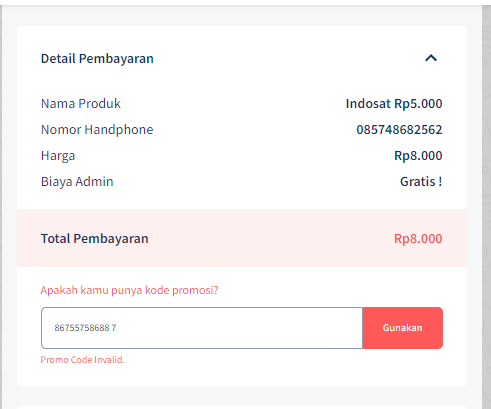 Detail Pembayaran
Nama Produk Indosat Rp5.000
Nomor Handphone 085748682562
Harga Rp8.000
Biaya Admin Gratis !
Total Pembayaran Rp8.000
Apakah kamu punya kode promosi?
86755758688 7 Gunakan
Promo Code Invalid.